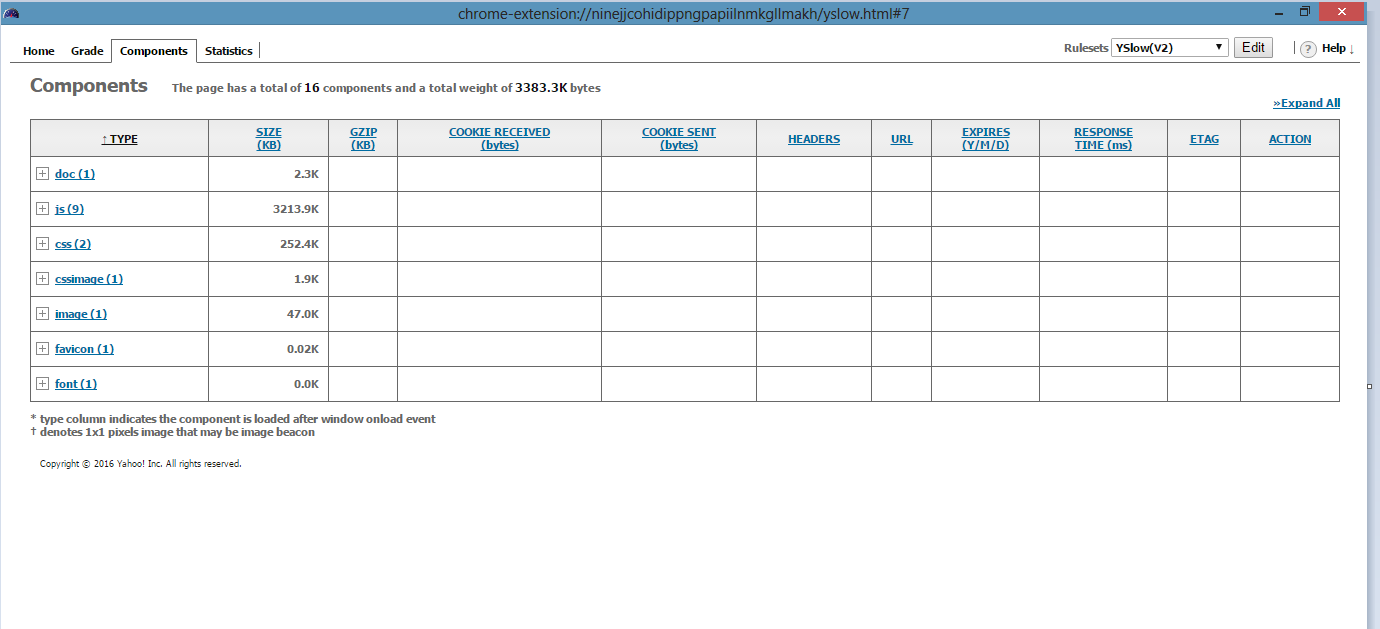 chrome-extension://ninejjcohidippngpapiilnmkgllmakh/yslow.html#7
Home Grade Components Statistics Rulesets YSlow(V2) ▼ Edit ? Help ↓
Components The page has a total of 16 components and a total weight of 3383.3K bytes
»Expand All
↑ TYPE SIZE (KB) GZIP (KB) COOKIE RECEIVED (bytes) COOKIE SENT (bytes) HEADERS URL EXPIRES (Y/M/D) RESPONSE TIME (ms) ETAG ACTION
doc (1) 2.3K
js (9) 3213.9K
css (2) 252.4K
cssimage (1) 1.9K
image (1) 47.0K
favicon (1) 0.02K
font (1) 0.0K
* type column indicates the component is loaded after window onload event
† denotes 1x1 pixels image that may be image beacon
Copyright © 2016 Yahoo! Inc. All rights reserved.